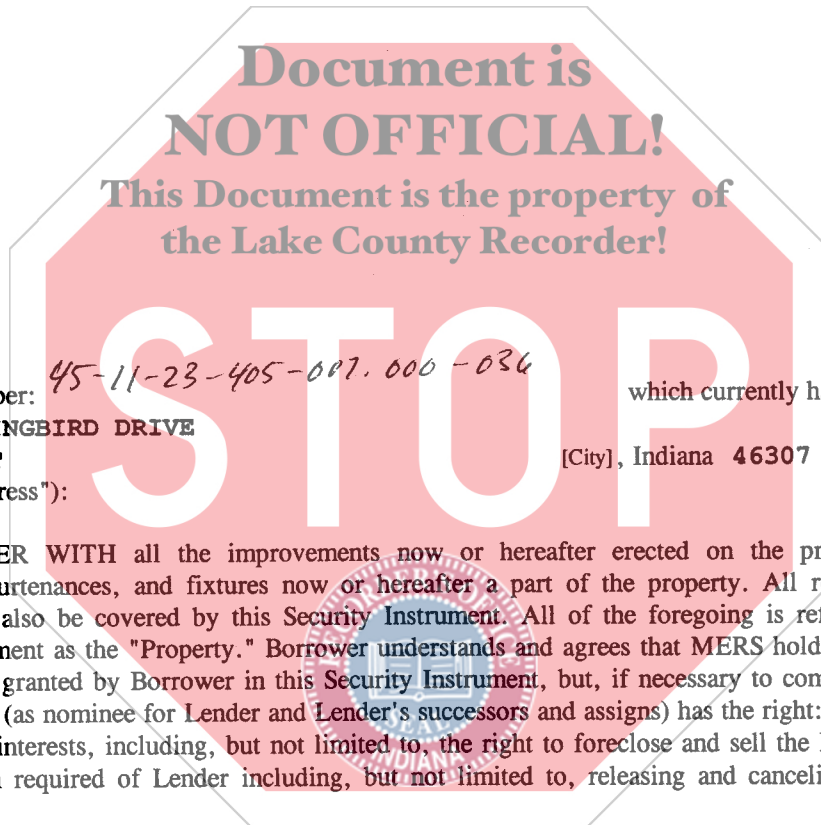 Document is
NOT OFFICIAL!
This Document is the property of
the Lake County Recorder!
STOP
ber: 45-11-23-405-007.000-036 which currently h
NGBIRD DRIVE
[City], Indiana 46307
ress"):
ER WITH all the improvements now or hereafter erected on the pr
urtenances, and fixtures now or hereafter a part of the property. All r
also be covered by this Security Instrument. All of the foregoing is ref
ment as the "Property." Borrower understands and agrees that MERS hold
granted by Borrower in this Security Instrument, but, if necessary to com
(as nominee for Lender and Lender's successors and assigns) has the right:
interests, including, but not limited to, the right to foreclose and sell the
required of Lender including, but not limited to, releasing and canceli
SEAL
INDIANA